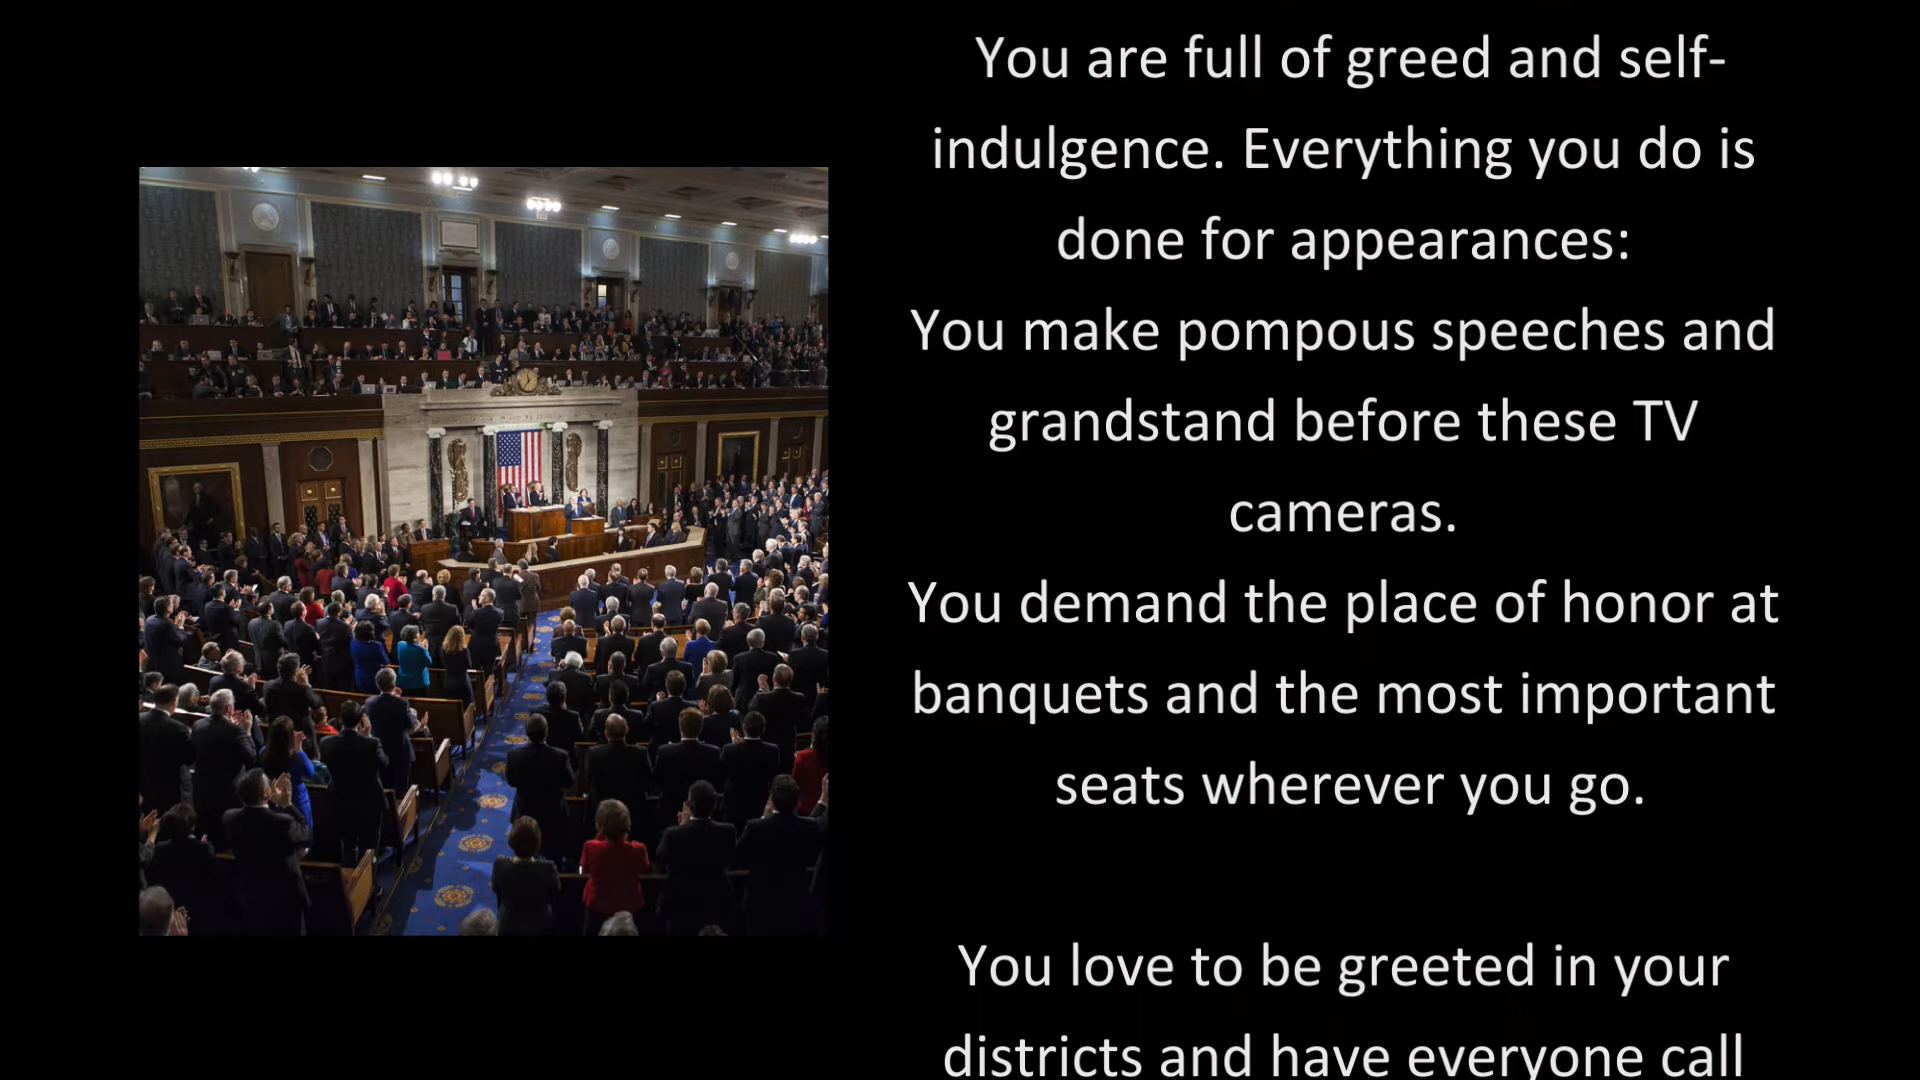 You are full of greed and self-
indulgence. Everything you do is
done for appearances:
You make pompous speeches and
grandstand before these TV
cameras.
You demand the place of honor at
banquets and the most important
seats wherever you go.
You love to be greeted in your
districts and have everyone call